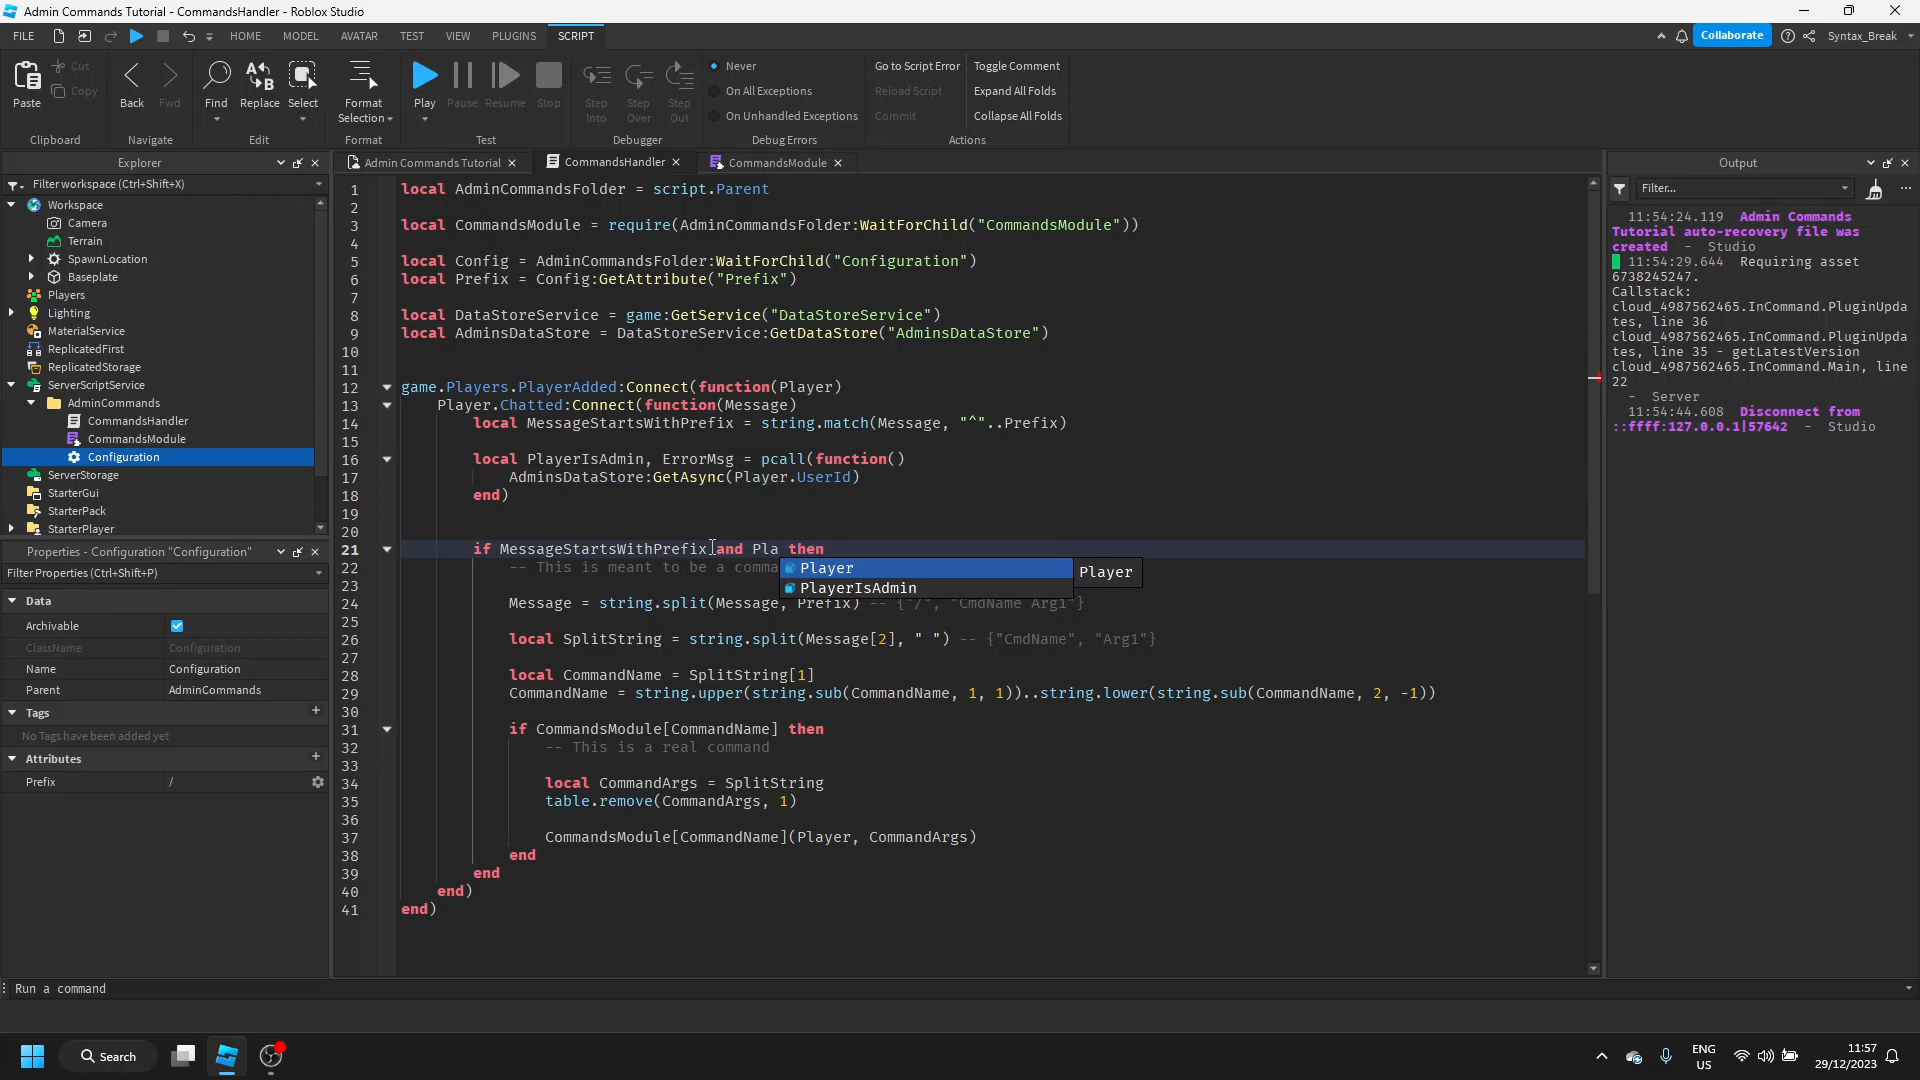 Admin Commands Tutorial - CommandsHandler - Roblox Studio
FILE HOME MODEL AVATAR TEST VIEW PLUGINS SCRIPT Collaborate Syntax_Break
Paste Cut Copy Back Fwd Find Replace Select Format Selection Play Pause Resume Stop Step Into Step Over Step Out
Never Go to Script Error Toggle Comment
On All Exceptions Reload Script Expand All Folds
On Unhandled Exceptions Commit Collapse All Folds
Clipboard Navigate Edit Format Test Debugger Debug Errors Actions
Explorer
Filter workspace (Ctrl+Shift+X)
Workspace
Camera
Terrain
SpawnLocation
Baseplate
Players
Lighting
MaterialService
ReplicatedFirst
ReplicatedStorage
ServerScriptService
AdminCommands
CommandsHandler
CommandsModule
Configuration
ServerStorage
StarterGui
StarterPack
StarterPlayer
Properties - Configuration "Configuration"
Filter Properties (Ctrl+Shift+P)
Data
Archivable
ClassName Configuration
Name Configuration
Parent AdminCommands
Tags +
No Tags have been added yet
Attributes +
Prefix /
Admin Commands Tutorial CommandsHandler CommandsModule
1 local AdminCommandsFolder = script.Parent
2
3 local CommandsModule = require(AdminCommandsFolder:WaitForChild("CommandsModule"))
4
5 local Config = AdminCommandsFolder:WaitForChild("Configuration")
6 local Prefix = Config:GetAttribute("Prefix")
7
8 local DataStoreService = game:GetService("DataStoreService")
9 local AdminsDataStore = DataStoreService:GetDataStore("AdminsDataStore")
10
11
12 game.Players.PlayerAdded:Connect(function(Player)
13 Player.Chatted:Connect(function(Message)
14 local MessageStartsWithPrefix = string.match(Message, "^"..Prefix)
15
16 local PlayerIsAdmin, ErrorMsg = pcall(function()
17 AdminsDataStore:GetAsync(Player.UserId)
18 end)
19
20
21 if MessageStartsWithPrefix and Pla then
22 -- This is meant to be a comma
Player Player
PlayerIsAdmin
23
24 Message = string.split(Message, Prefix) -- {"/", "CmdName Arg1"}
25
26 local SplitString = string.split(Message[2], " ") -- {"CmdName", "Arg1"}
27
28 local CommandName = SplitString[1]
29 CommandName = string.upper(string.sub(CommandName, 1, 1))..string.lower(string.sub(CommandName, 2, -1))
30
31 if CommandsModule[CommandName] then
32 -- This is a real command
33
34 local CommandArgs = SplitString
35 table.remove(CommandArgs, 1)
36
37 CommandsModule[CommandName](Player, CommandArgs)
38 end
39 end
40 end)
41 end)
Output
Filter...
11:54:24.119 Admin Commands
Tutorial auto-recovery file was
created - Studio
11:54:29.644 Requiring asset
6738245247.
Callstack:
cloud_4987562465.InCommand.PluginUpda
tes, line 36
cloud_4987562465.InCommand.PluginUpda
tes, line 35 - getLatestVersion
cloud_4987562465.InCommand.Main, line
22
- Server
11:54:44.608 Disconnect from
::ffff:127.0.0.1|57642 - Studio
Run a command
Search
ENG
US
11:57
29/12/2023